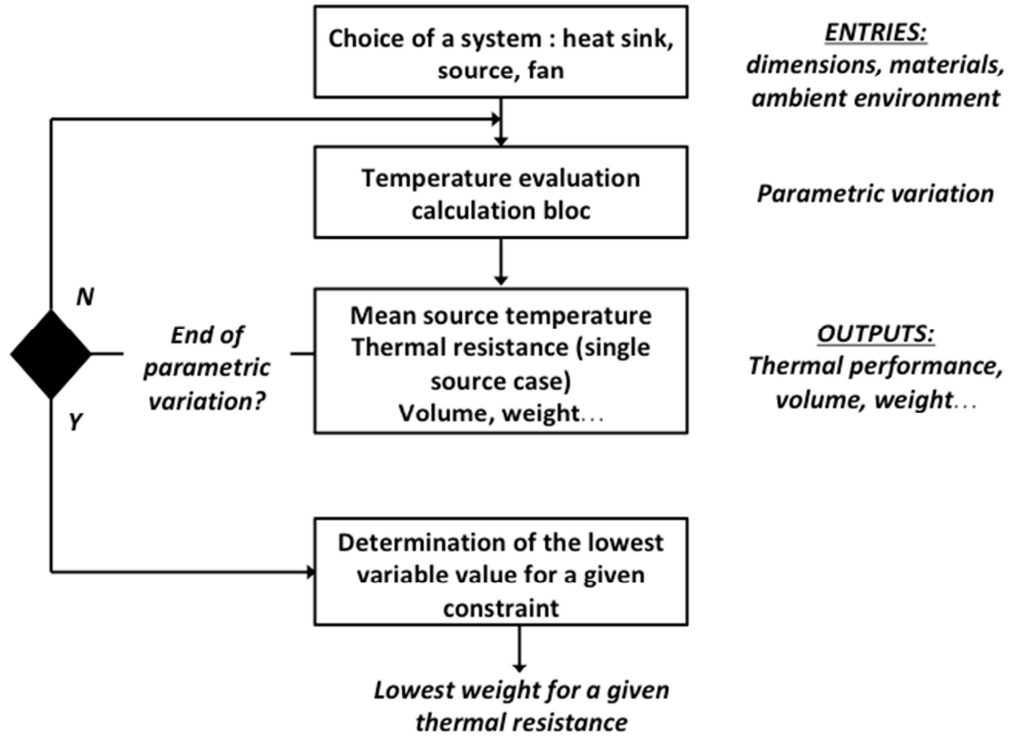 Choice of a system : heat sink,
source, fan
ENTRIES:
dimensions, materials,
ambient environment
Temperature evaluation
calculation bloc
Parametric variation
N
End of
parametric
variation?
Y
Mean source temperature
Thermal resistance (single
source case)
Volume, weight…
OUTPUTS:
Thermal performance,
volume, weight…
Determination of the lowest
variable value for a given
constraint
Lowest weight for a given
thermal resistance